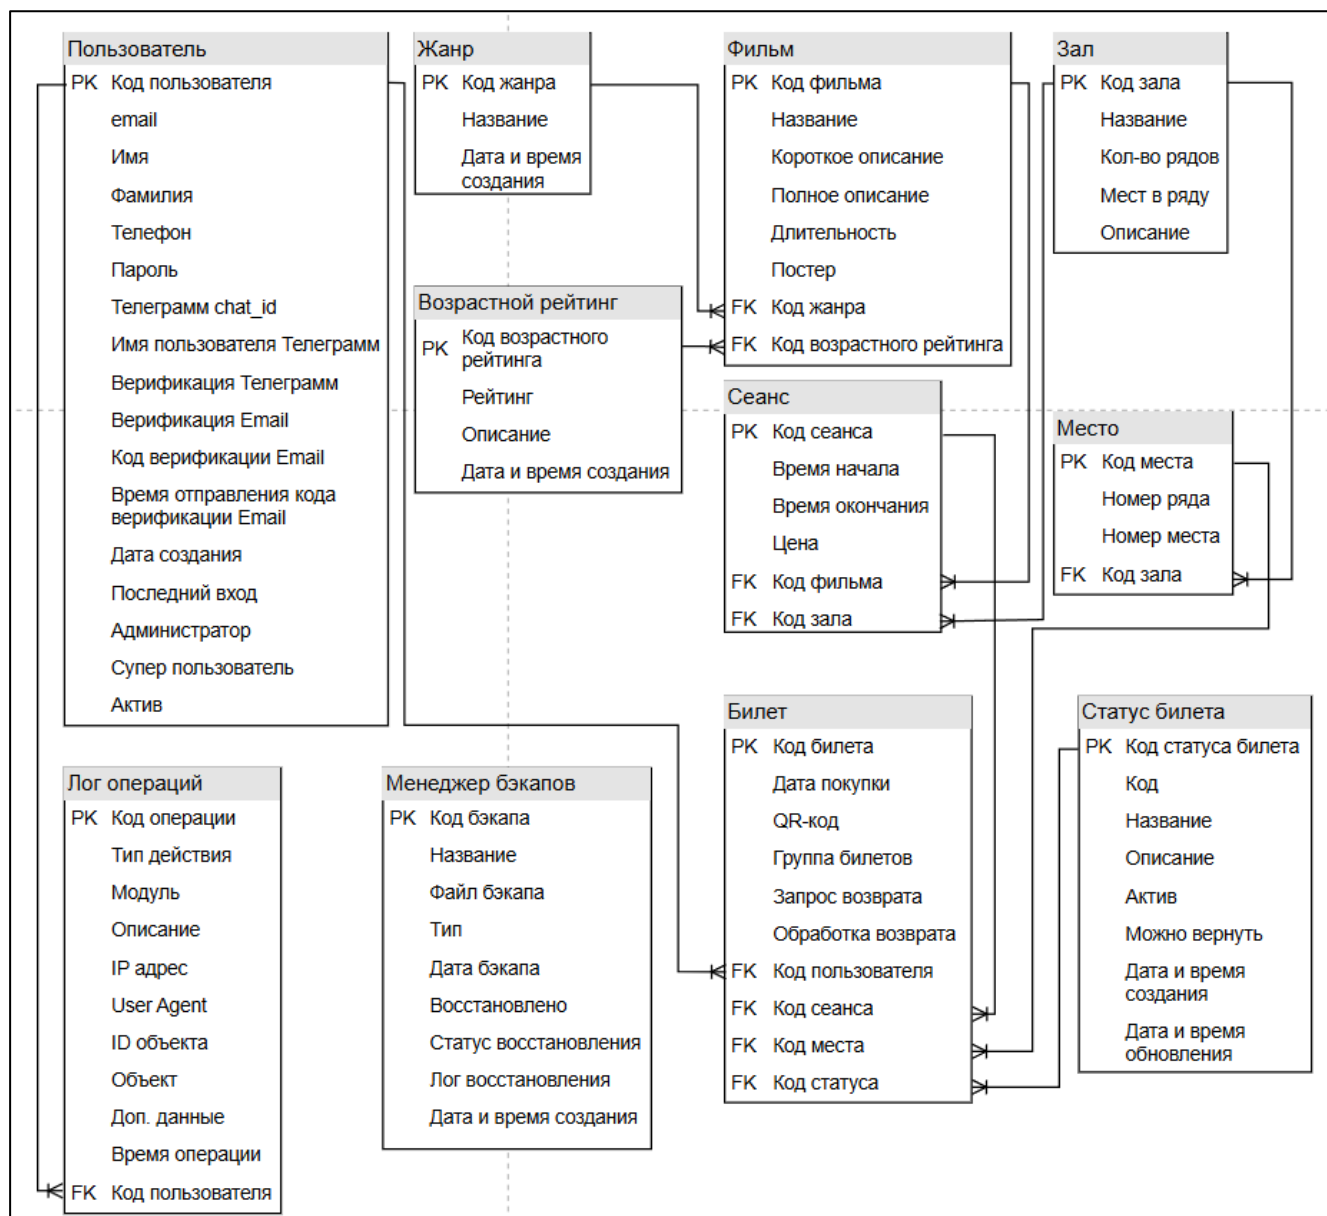 Пользователь
PK Код пользователя
email
Имя
Фамилия
Телефон
Пароль
Телеграмм chat_id
Имя пользователя Телеграмм
Верификация Телеграмм
Верификация Email
Код верификации Email
Время отправления кода
верификации Email
Дата создания
Последний вход
Администратор
Супер пользователь
Актив
Жанр
PK Код жанра
Название
Дата и время
создания
Возрастной рейтинг
PK Код возрастного
рейтинга
Рейтинг
Описание
Дата и время создания
Фильм
PK Код фильма
Название
Короткое описание
Полное описание
Длительность
Постер
FK Код жанра
FK Код возрастного рейтинга
Зал
PK Код зала
Название
Кол-во рядов
Мест в ряду
Описание
Сеанс
PK Код сеанса
Время начала
Время окончания
Цена
FK Код фильма
FK Код зала
Место
PK Код места
Номер ряда
Номер места
FK Код зала
Лог операций
PK Код операции
Тип действия
Модуль
Описание
IP адрес
User Agent
ID объекта
Объект
Доп. данные
Время операции
FK Код пользователя
Менеджер бэкапов
PK Код бэкапа
Название
Файл бэкапа
Тип
Дата бэкапа
Восстановлено
Статус восстановления
Лог восстановления
Дата и время создания
Билет
PK Код билета
Дата покупки
QR-код
Группа билетов
Запрос возврата
Обработка возврата
FK Код пользователя
FK Код сеанса
FK Код места
FK Код статуса
Статус билета
PK Код статуса билета
Код
Название
Описание
Актив
Можно вернуть
Дата и время
создания
Дата и время
обновления